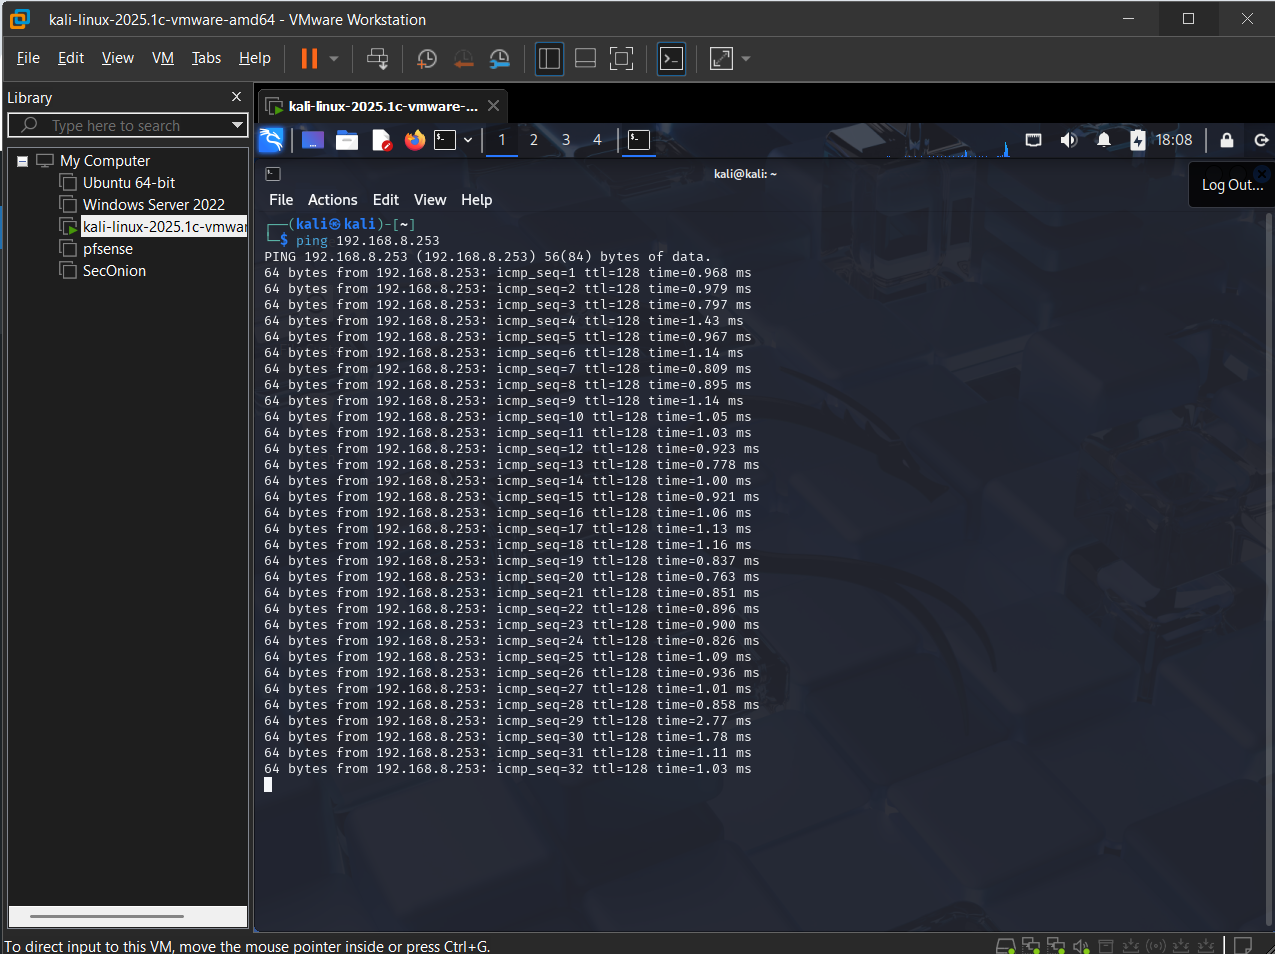 kali-linux-2025.1c-vmware-amd64 - VMware Workstation
File Edit View VM Tabs Help
Library
Type here to search
My Computer
Ubuntu 64-bit
Windows Server 2022
kali-linux-2025.1c-vmwar
pfsense
SecOnion
kali-linux-2025.1c-vmware-...
1 2 3 4 18:08
kali@kali: ~
Log Out...
File Actions Edit View Help
┌──(kali㉿kali)-[~]
└─$ ping 192.168.8.253
PING 192.168.8.253 (192.168.8.253) 56(84) bytes of data.
64 bytes from 192.168.8.253: icmp_seq=1 ttl=128 time=0.968 ms
64 bytes from 192.168.8.253: icmp_seq=2 ttl=128 time=0.979 ms
64 bytes from 192.168.8.253: icmp_seq=3 ttl=128 time=0.797 ms
64 bytes from 192.168.8.253: icmp_seq=4 ttl=128 time=1.43 ms
64 bytes from 192.168.8.253: icmp_seq=5 ttl=128 time=0.967 ms
64 bytes from 192.168.8.253: icmp_seq=6 ttl=128 time=1.14 ms
64 bytes from 192.168.8.253: icmp_seq=7 ttl=128 time=0.809 ms
64 bytes from 192.168.8.253: icmp_seq=8 ttl=128 time=0.895 ms
64 bytes from 192.168.8.253: icmp_seq=9 ttl=128 time=1.14 ms
64 bytes from 192.168.8.253: icmp_seq=10 ttl=128 time=1.05 ms
64 bytes from 192.168.8.253: icmp_seq=11 ttl=128 time=1.03 ms
64 bytes from 192.168.8.253: icmp_seq=12 ttl=128 time=0.923 ms
64 bytes from 192.168.8.253: icmp_seq=13 ttl=128 time=0.778 ms
64 bytes from 192.168.8.253: icmp_seq=14 ttl=128 time=1.00 ms
64 bytes from 192.168.8.253: icmp_seq=15 ttl=128 time=0.921 ms
64 bytes from 192.168.8.253: icmp_seq=16 ttl=128 time=1.06 ms
64 bytes from 192.168.8.253: icmp_seq=17 ttl=128 time=1.13 ms
64 bytes from 192.168.8.253: icmp_seq=18 ttl=128 time=1.16 ms
64 bytes from 192.168.8.253: icmp_seq=19 ttl=128 time=0.837 ms
64 bytes from 192.168.8.253: icmp_seq=20 ttl=128 time=0.763 ms
64 bytes from 192.168.8.253: icmp_seq=21 ttl=128 time=0.851 ms
64 bytes from 192.168.8.253: icmp_seq=22 ttl=128 time=0.896 ms
64 bytes from 192.168.8.253: icmp_seq=23 ttl=128 time=0.900 ms
64 bytes from 192.168.8.253: icmp_seq=24 ttl=128 time=0.826 ms
64 bytes from 192.168.8.253: icmp_seq=25 ttl=128 time=1.09 ms
64 bytes from 192.168.8.253: icmp_seq=26 ttl=128 time=0.936 ms
64 bytes from 192.168.8.253: icmp_seq=27 ttl=128 time=1.01 ms
64 bytes from 192.168.8.253: icmp_seq=28 ttl=128 time=0.858 ms
64 bytes from 192.168.8.253: icmp_seq=29 ttl=128 time=2.77 ms
64 bytes from 192.168.8.253: icmp_seq=30 ttl=128 time=1.78 ms
64 bytes from 192.168.8.253: icmp_seq=31 ttl=128 time=1.11 ms
64 bytes from 192.168.8.253: icmp_seq=32 ttl=128 time=1.03 ms
To direct input to this VM, move the mouse pointer inside or press Ctrl+G.